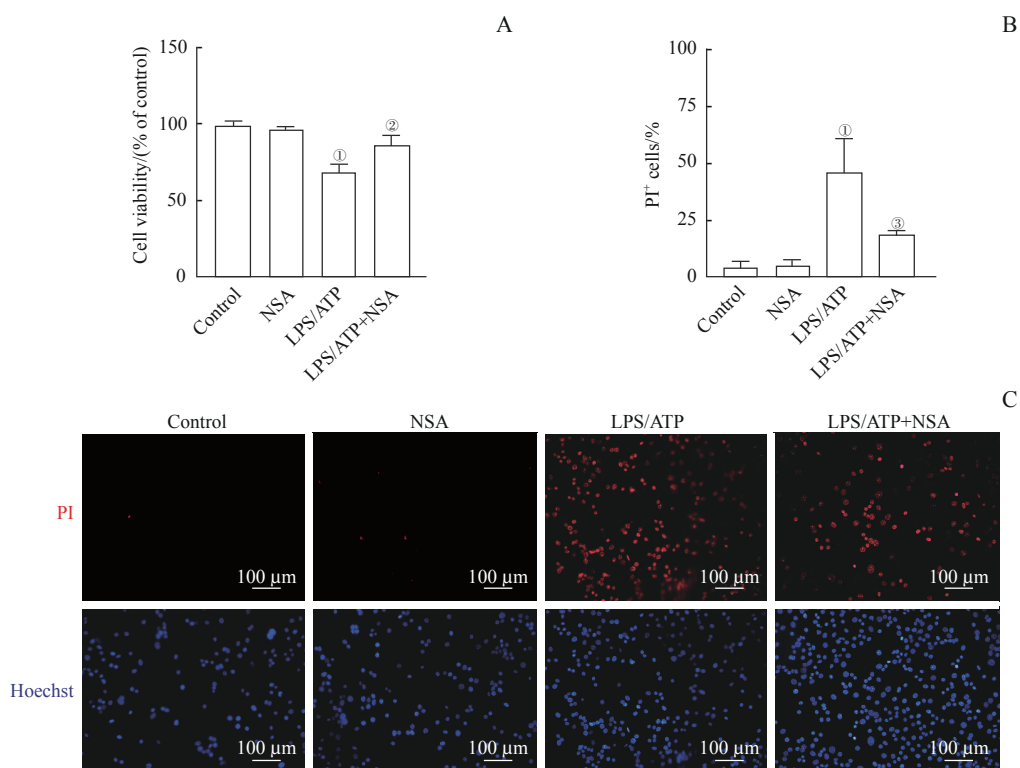 A
Cell viability/(% of control)
150
100
50
0
①
②
Control
NSA
LPS/ATP
LPS/ATP+NSA
B
PI⁺ cells/%
100
75
50
25
0
①
③
Control
NSA
LPS/ATP
LPS/ATP+NSA
C
Control
NSA
LPS/ATP
LPS/ATP+NSA
PI
100 µm
100 µm
100 µm
100 µm
Hoechst
100 µm
100 µm
100 µm
100 µm